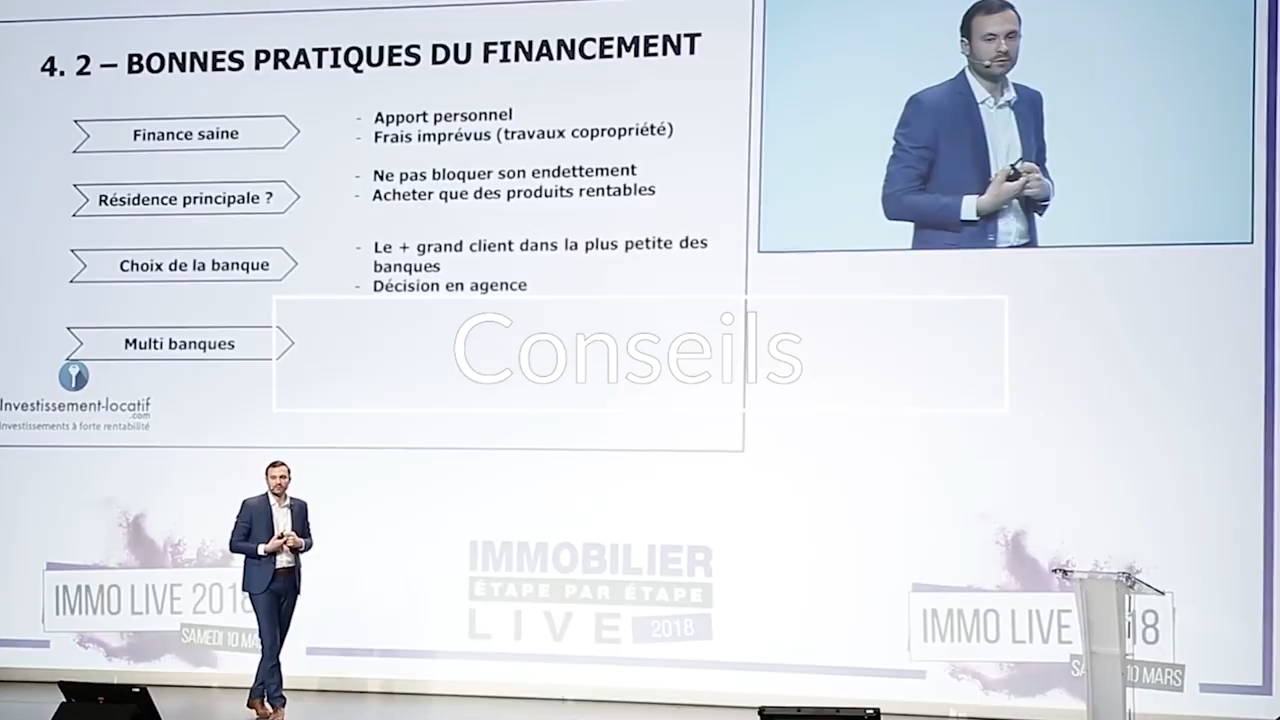 4. 2 – BONNES PRATIQUES DU FINANCEMENT
Finance saine
- Apport personnel
- Frais imprévus (travaux copropriété)
Résidence principale ?
- Ne pas bloquer son endettement
- Acheter que des produits rentables
Choix de la banque
- Le + grand client dans la plus petite des
banques
- Décision en agence
Multi banques
Conseils
Investissement-locatif
.com
Investissements à forte rentabilité
IMMO LIVE 2018
SAMEDI 10 MA
IMMOBILIER
ÉTAPE PAR ÉTAPE
LIVE 2018
IMMO LIVE 18
SA 10 MARS